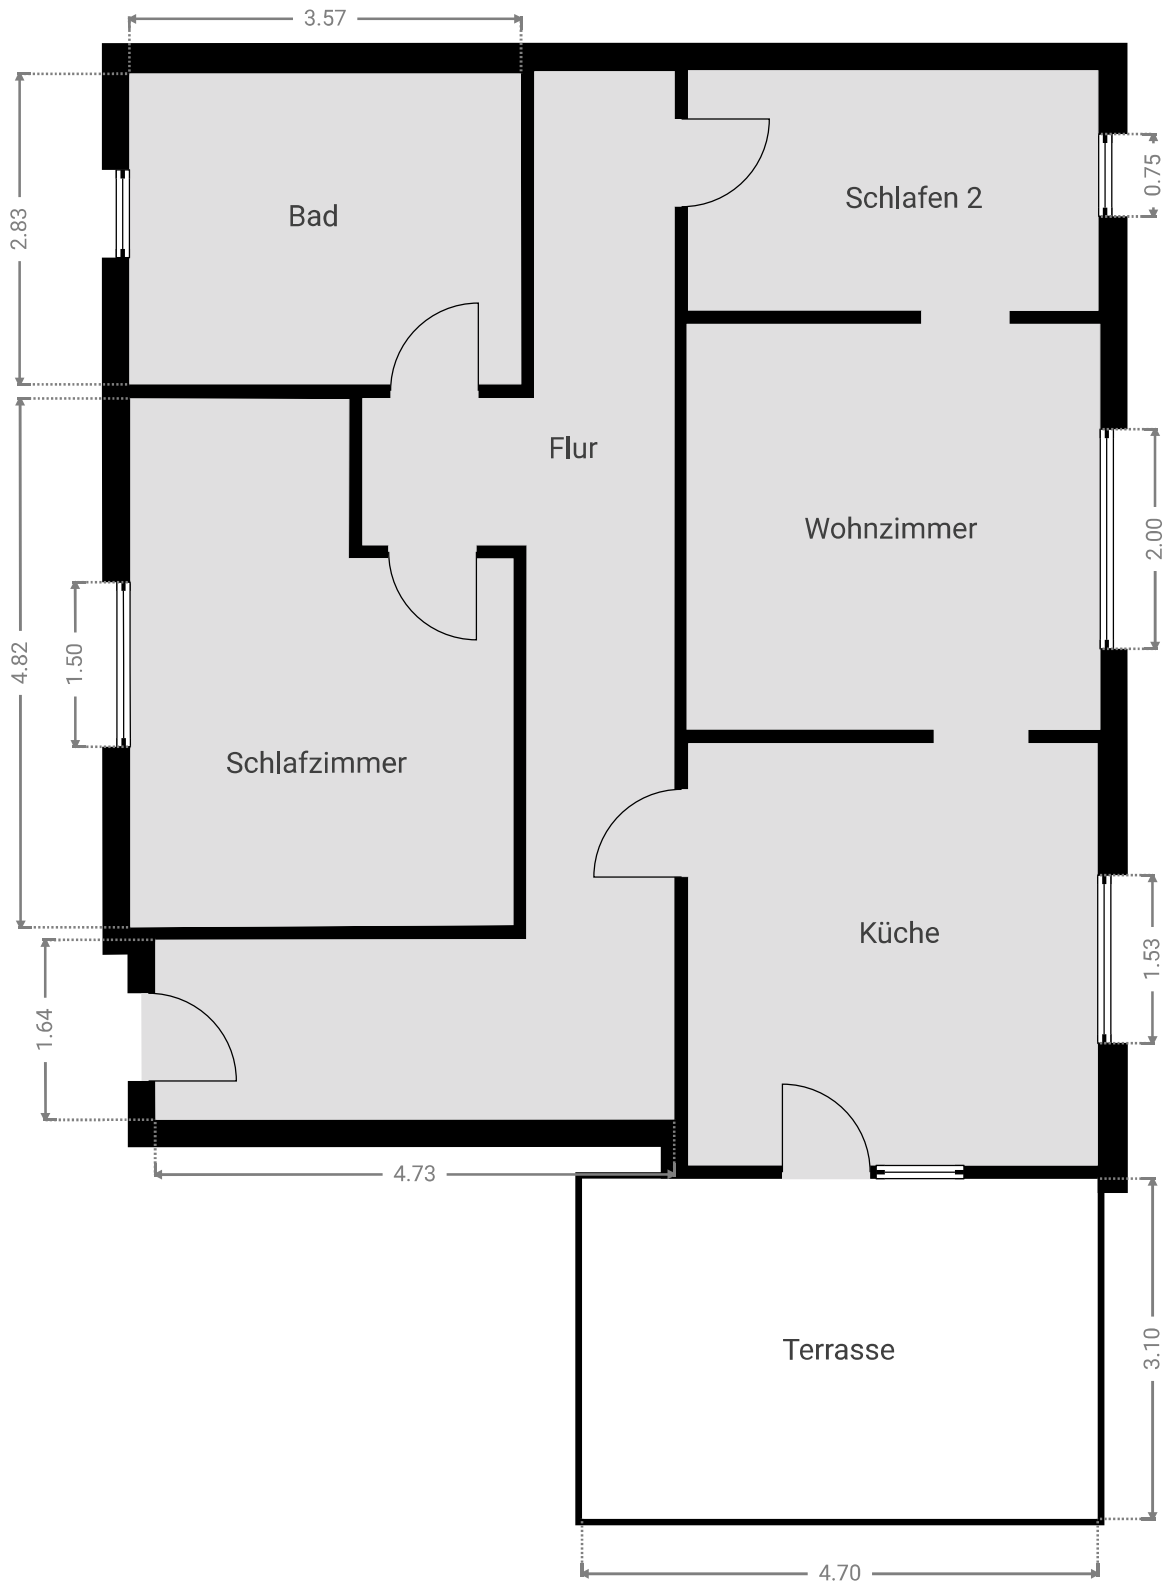 3.57
2.83
Bad
Schlafen 2
0.75
Flur
Wohnzimmer
2.00
4.82
1.50
Schlafzimmer
Küche
1.53
1.64
4.73
Terrasse
3.10
4.70